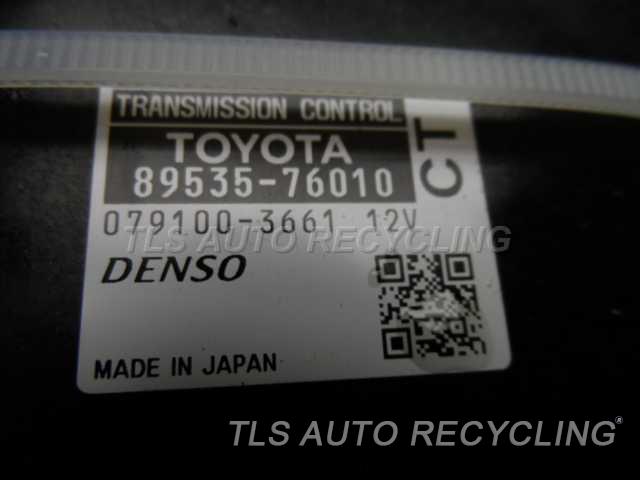 TRANSMISSION CONTROL
TOYOTA
89535-76010
CT
079100-3661 12V
TLS AUTO RECYCLING
DENSO
MADE IN JAPAN
TLS AUTO RECYCLING®